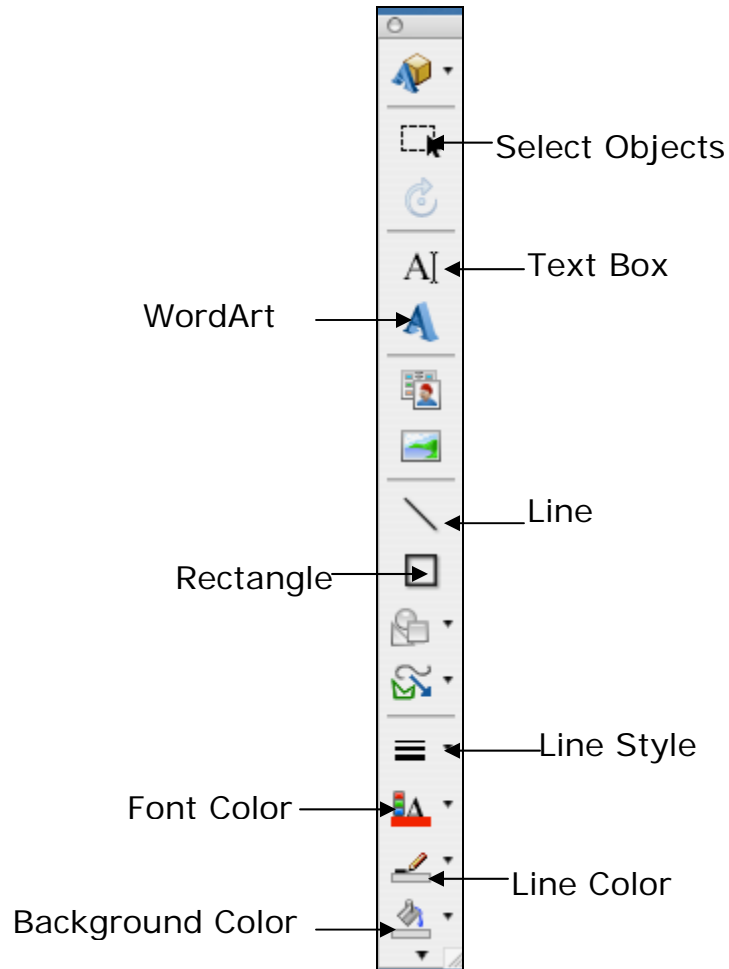 Select Objects
Text Box
WordArt
Line
Rectangle
Line Style
Font Color
Line Color
Background Color